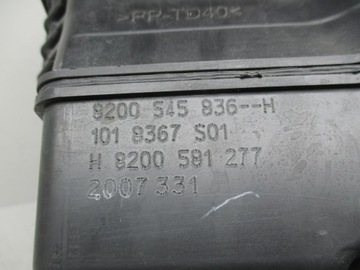 >PP-TD40<
8200 545 836--H
101 8367 S01
H 8200 581 277
2007 331